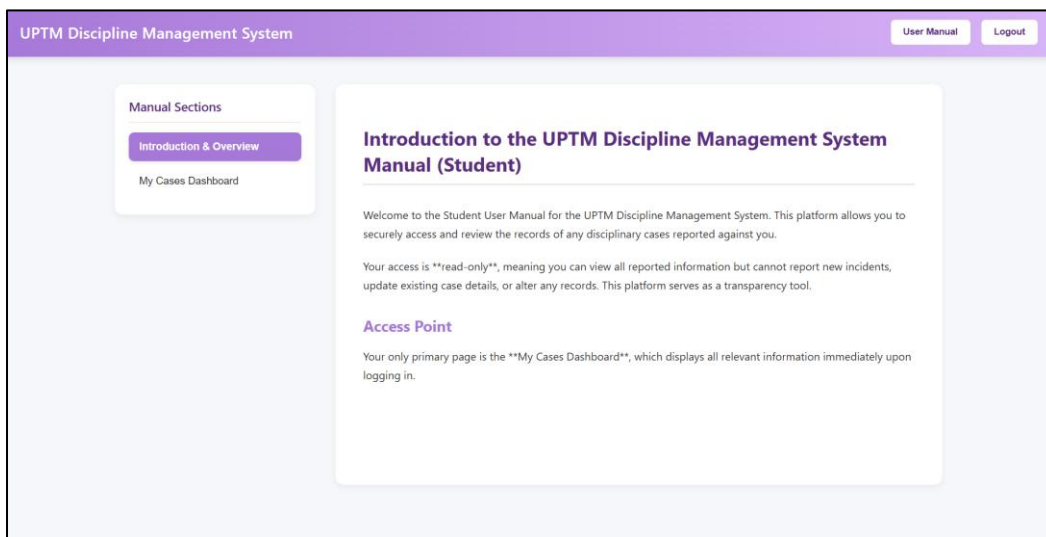 UPTM Discipline Management System
User Manual
Logout
Manual Sections
Introduction & Overview
My Cases Dashboard
Introduction to the UPTM Discipline Management System
Manual (Student)
Welcome to the Student User Manual for the UPTM Discipline Management System. This platform allows you to
securely access and review the records of any disciplinary cases reported against you.
Your access is **read-only**, meaning you can view all reported information but cannot report new incidents,
update existing case details, or alter any records. This platform serves as a transparency tool.
Access Point
Your only primary page is the **My Cases Dashboard**, which displays all relevant information immediately upon
logging in.